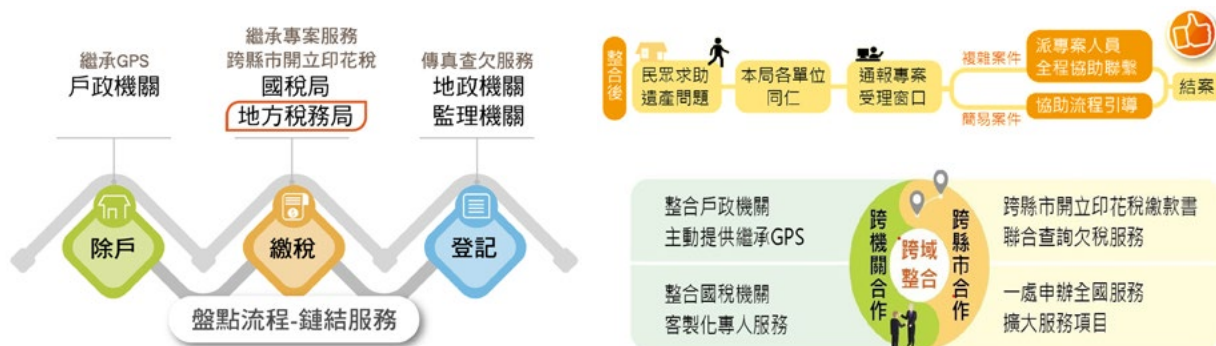 繼承GPS
戶政機關
繼承專案服務
跨縣市開立印花稅
國稅局
地方稅務局
傳真查欠服務
地政機關
監理機關
除戶
繳稅
登記
盤點流程-鏈結服務
整合後
民眾求助
遺產問題
本局各單位
同仁
通報專案
受理窗口
複雜案件
派專案人員
全程協助聯繫
簡易案件
協助流程引導
結案
整合戶政機關
主動提供繼承GPS
整合國稅機關
客製化專人服務
跨機關合作
跨域
整合
跨縣市合作
跨縣市開立印花稅繳款書
聯合查詢欠稅服務
一處申辦全國服務
擴大服務項目